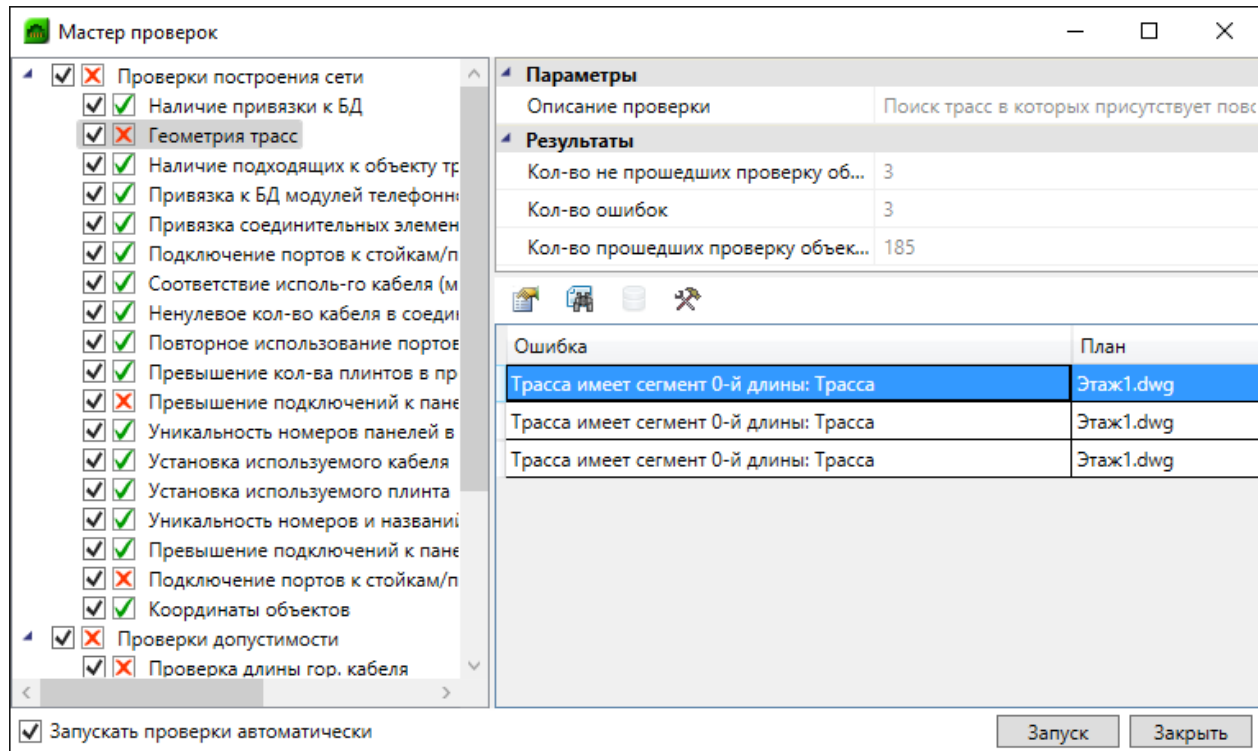 Мастер проверок
Проверки построения сети
Наличие привязки к БД
Геометрия трасс
Наличие подходящих к объекту тр
Привязка к БД модулей телефонн
Привязка соединительных элемен
Подключение портов к стойкам/п
Соответствие исполь-го кабеля (м
Ненулевое кол-во кабеля в соеди
Повторное использование портов
Превышение кол-ва плинтов в пр
Превышение подключений к пане
Уникальность номеров панелей в
Установка используемого кабеля
Установка используемого плинта
Уникальность номеров и названи
Превышение подключений к пане
Подключение портов к стойкам/п
Координаты объектов
Проверки допустимости
Проверка длины гор. кабеля
Запускать проверки автоматически
Параметры
Описание проверки Поиск трасс в которых присутствует пово
Результаты
Кол-во не прошедших проверку об... 3
Кол-во ошибок 3
Кол-во прошедших проверку объек... 185
Ошибка План
Трасса имеет сегмент 0-й длины: Трасса Этаж1.dwg
Трасса имеет сегмент 0-й длины: Трасса Этаж1.dwg
Трасса имеет сегмент 0-й длины: Трасса Этаж1.dwg
Запуск Закрыть